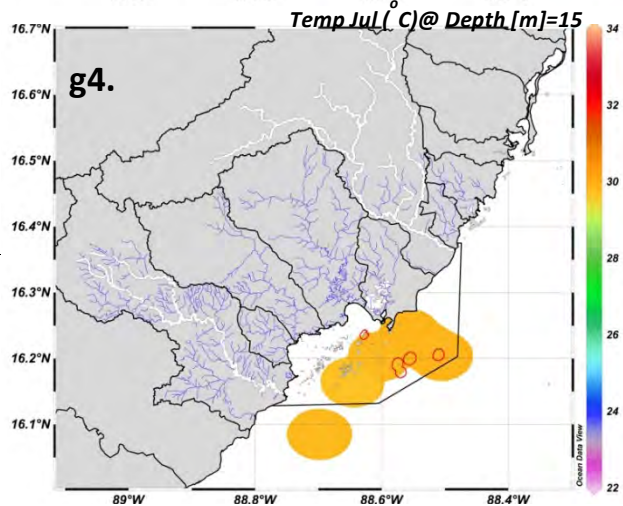 Temp Jul (°C)@ Depth [m]=15
g4.
16.7°N
16.6°N
16.5°N
16.4°N
16.3°N
16.2°N
16.1°N
89°W
88.8°W
88.6°W
88.4°W
34
32
30
28
26
24
22
Ocean Data View